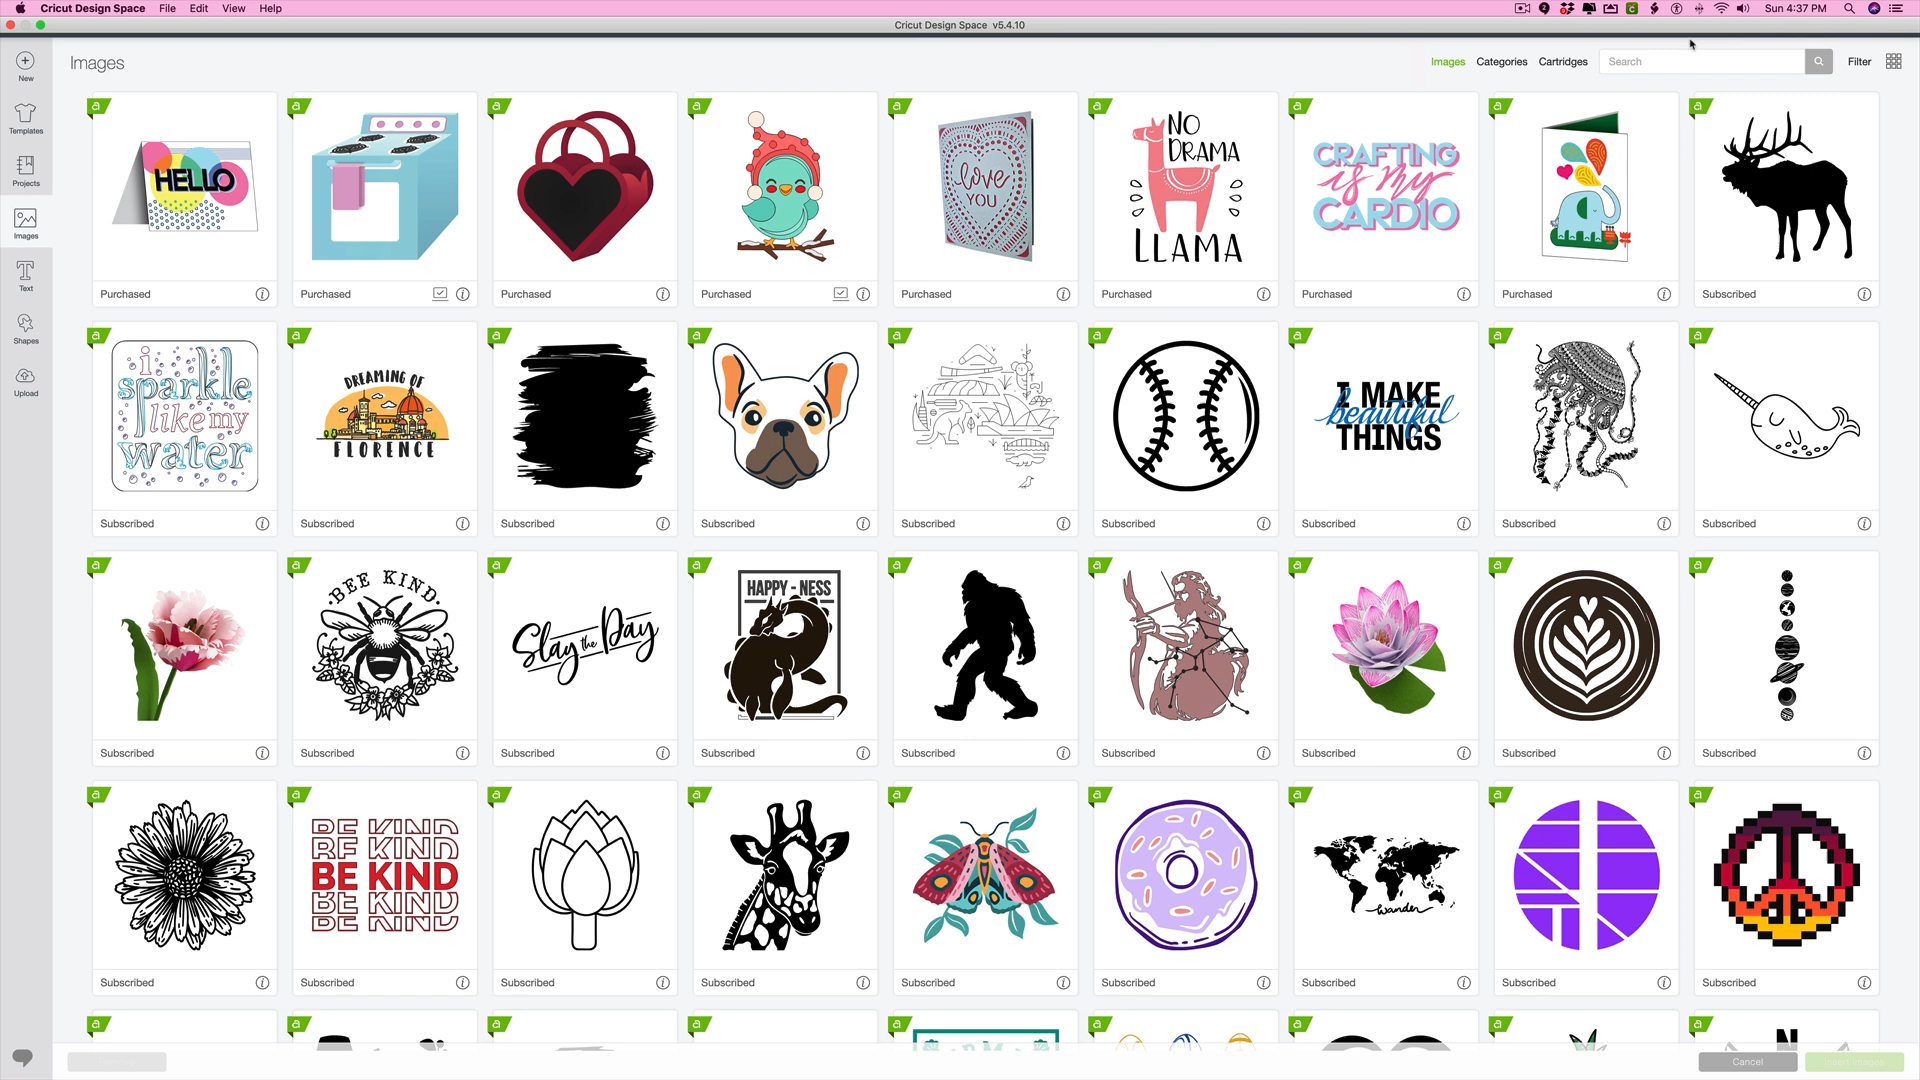 Cricut Design Space File Edit View Help
Sun 4:37 PM
Cricut Design Space v5.4.10
Images
Images Categories Cartridges Search Filter
New
Templates
Projects
Images
Text
Shapes
Upload
a a a a a a a a a
HELLO
love
YOU
NO
DRAMA
LLAMA
CRAFTING
is my
CARDIO
Purchased Purchased Purchased Purchased Purchased Purchased Purchased Purchased Subscribed
a a a a a a a a a
i
sparkle
like my
water
DREAMING OF
FLORENCE
I MAKE
beautiful
THINGS
Subscribed Subscribed Subscribed Subscribed Subscribed Subscribed Subscribed Subscribed Subscribed
a a a a a a a a a
BEE KIND
Slay the Day
HAPPY-NESS
Subscribed Subscribed Subscribed Subscribed Subscribed Subscribed Subscribed Subscribed Subscribed
a a a a a a a a a
BE KIND
BE KIND
BE KIND
BE KIND
BE KIND
wander
Subscribed Subscribed Subscribed Subscribed Subscribed Subscribed Subscribed Subscribed Subscribed
a a a a a a a a a
N
Cancel Insert Images